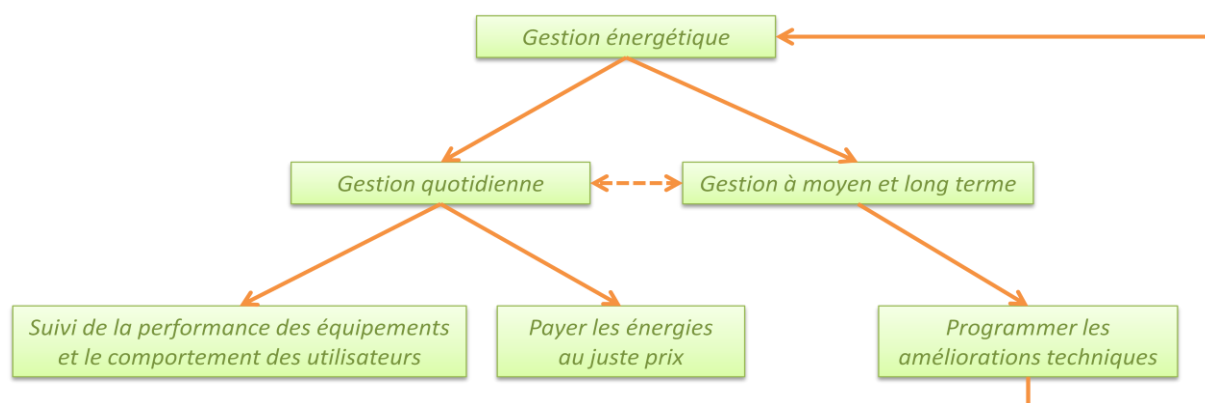 Gestion énergétique
Gestion quotidienne
Gestion à moyen et long terme
Suivi de la performance des équipements
et le comportement des utilisateurs
Payer les énergies
au juste prix
Programmer les
améliorations techniques